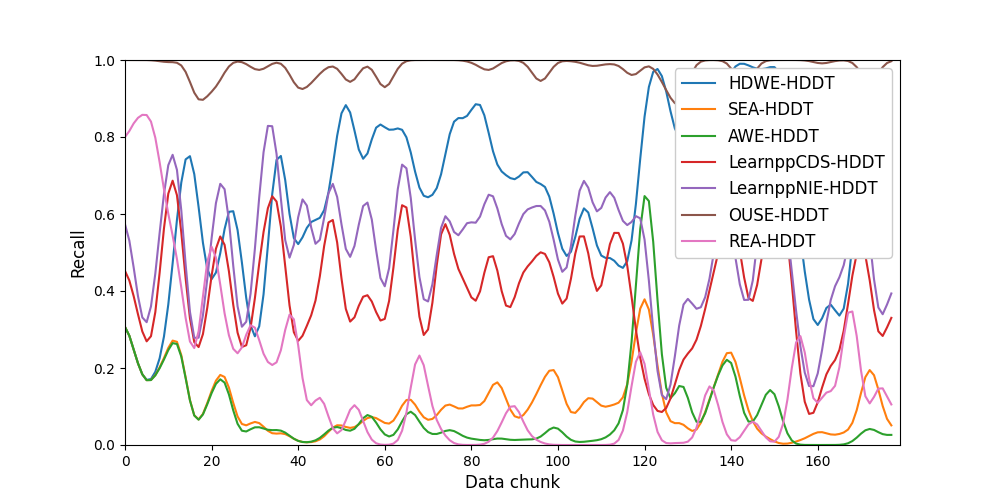 1.0
0.8
0.6
0.4
0.2
0.0
Recall
HDWE-HDDT
SEA-HDDT
AWE-HDDT
LearnppCDS-HDDT
LearnppNIE-HDDT
OUSE-HDDT
REA-HDDT
0 20 40 60 80 100 120 140 160
Data chunk